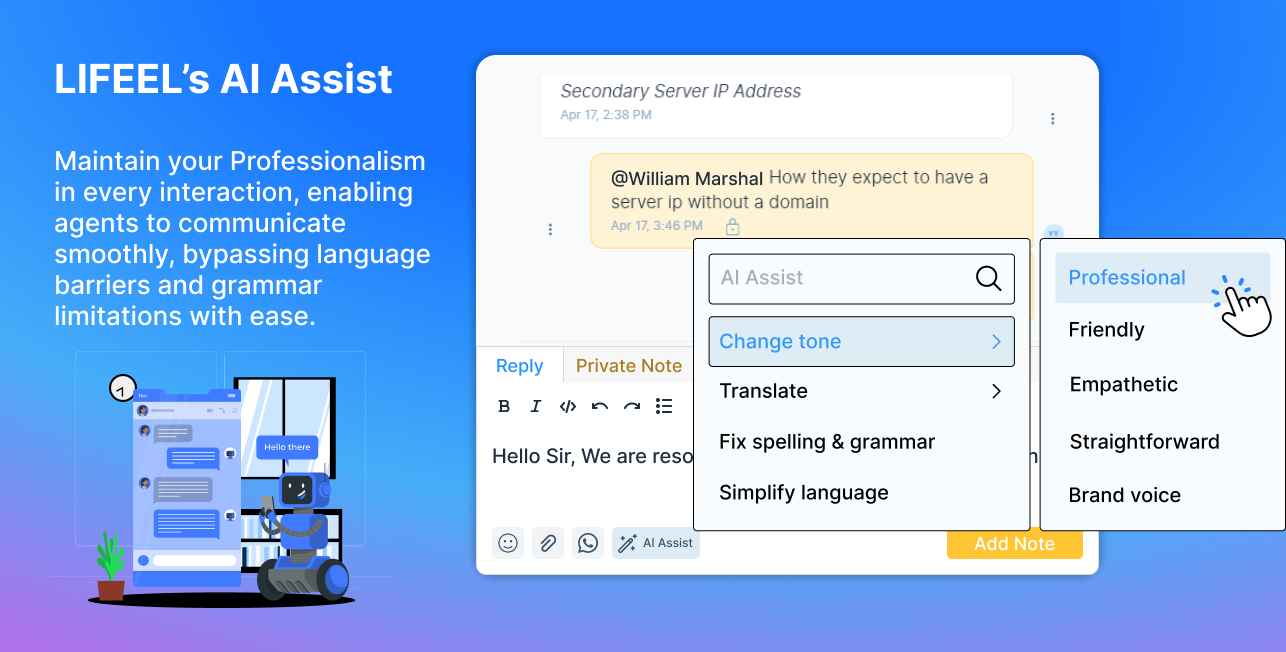 LIFEEL’s AI Assist
Maintain your Professionalism
in every interaction, enabling
agents to communicate
smoothly, bypassing language
barriers and grammar
limitations with ease.
Hello there
Secondary Server IP Address
Apr 17, 2:38 PM
@William Marshal How they expect to have a
server ip without a domain
Apr 17, 3:46 PM
YY
AI Assist
Change tone
Translate
Fix spelling & grammar
Simplify language
Professional
Friendly
Empathetic
Straightforward
Brand voice
Reply
Private Note
B I </>
Hello Sir, We are reso
AI Assist
Add Note